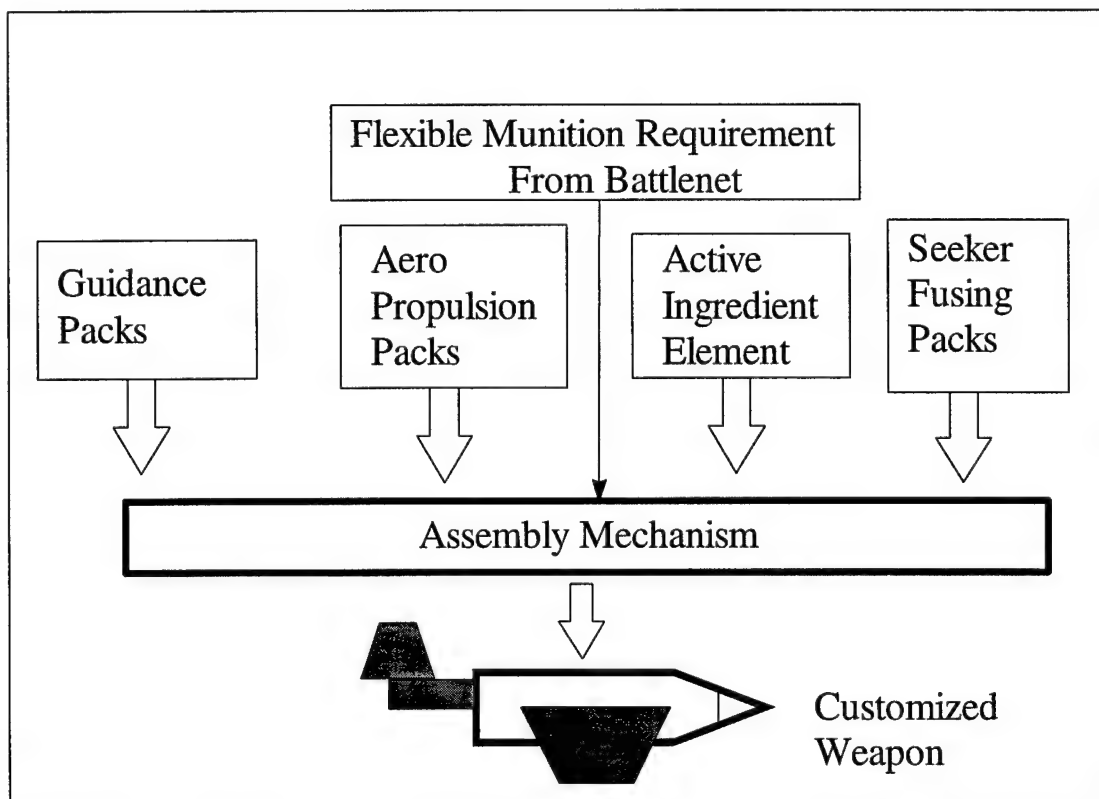 Flexible Munition Requirement
From Battlenet
Guidance
Packs
Aero
Propulsion
Packs
Active
Ingredient
Element
Seeker
Fusing
Packs
Assembly Mechanism
Customized
Weapon